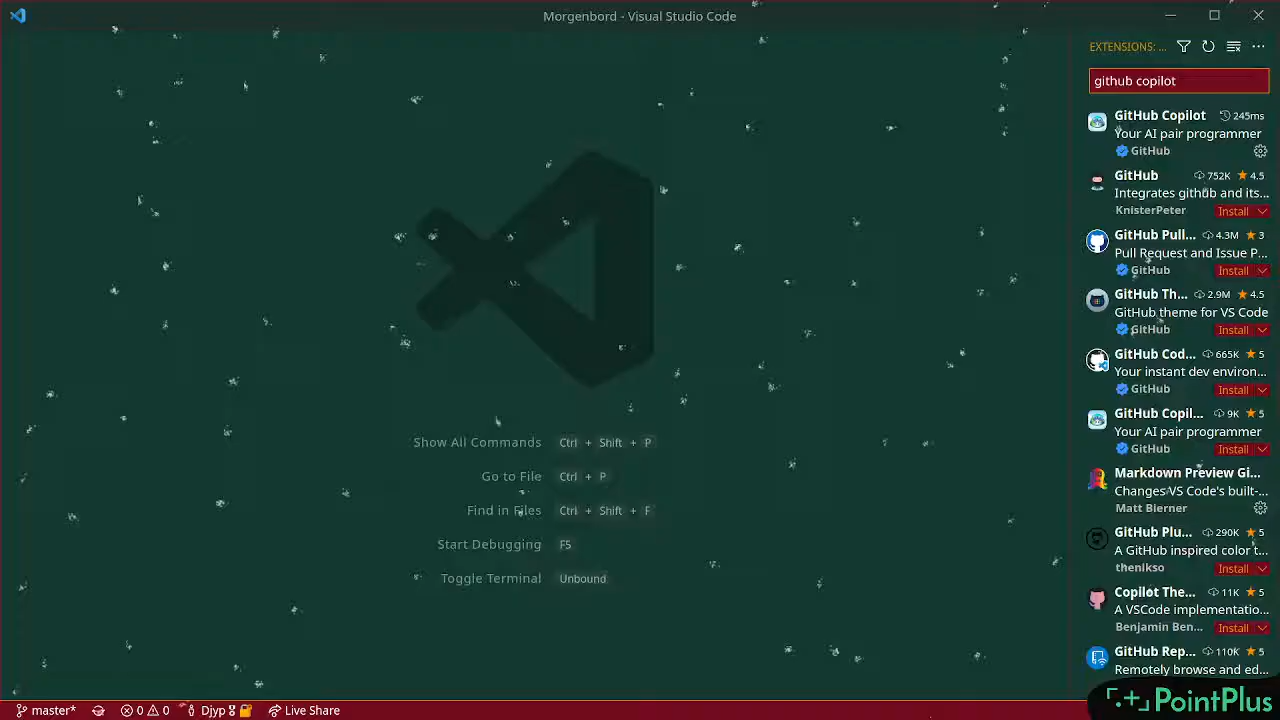 Morgenbord - Visual Studio Code
EXTENSIONS: ...
github copilot
GitHub Copilot 245ms
Your AI pair programmer
GitHub
GitHub 752K 4.5
Integrates github and its...
KnisterPeter Install
GitHub Pull... 4.3M 3
Pull Request and Issue P...
GitHub Install
GitHub Th... 2.9M 4.5
GitHub theme for VS Code
GitHub Install
GitHub Cod... 665K 5
Your instant dev environ...
GitHub Install
GitHub Copil... 9K 5
Your AI pair programmer
GitHub Install
Markdown Preview Gi...
Changes VS Code's built-...
Matt Bierner
GitHub Plu... 290K 5
A GitHub inspired color t...
thenikso Install
Copilot The... 11K 5
A VSCode implementatio...
Benjamin Ben... Install
GitHub Rep... 110K 5
Remotely browse and ed...
Show All Commands Ctrl + Shift + P
Go to File Ctrl + P
Find in Files Ctrl + Shift + F
Start Debugging F5
Toggle Terminal Unbound
master* 0 0 Djyp Live Share
PointPlus